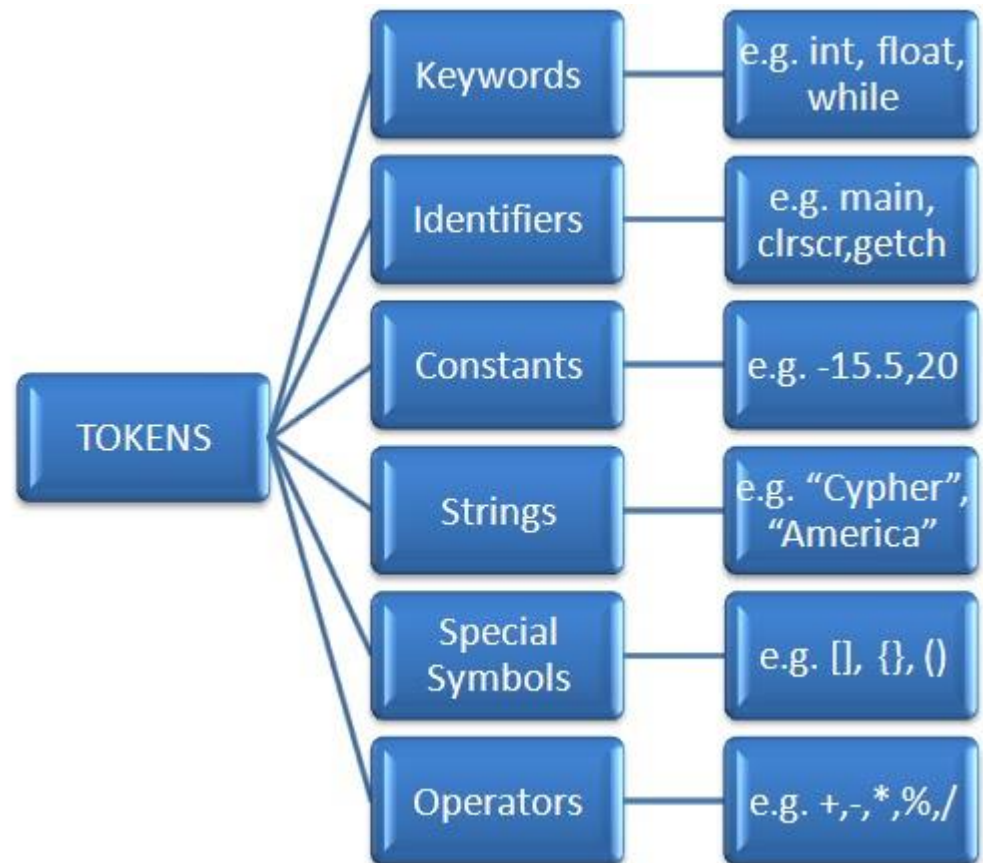 TOKENS
Keywords
e.g. int, float,
while
Identifiers
e.g. main,
clrscr,getch
Constants
e.g. -15.5,20
Strings
e.g. “Cypher”,
“America”
Special
Symbols
e.g. [], {}, ()
Operators
e.g. +,-,*,%,/